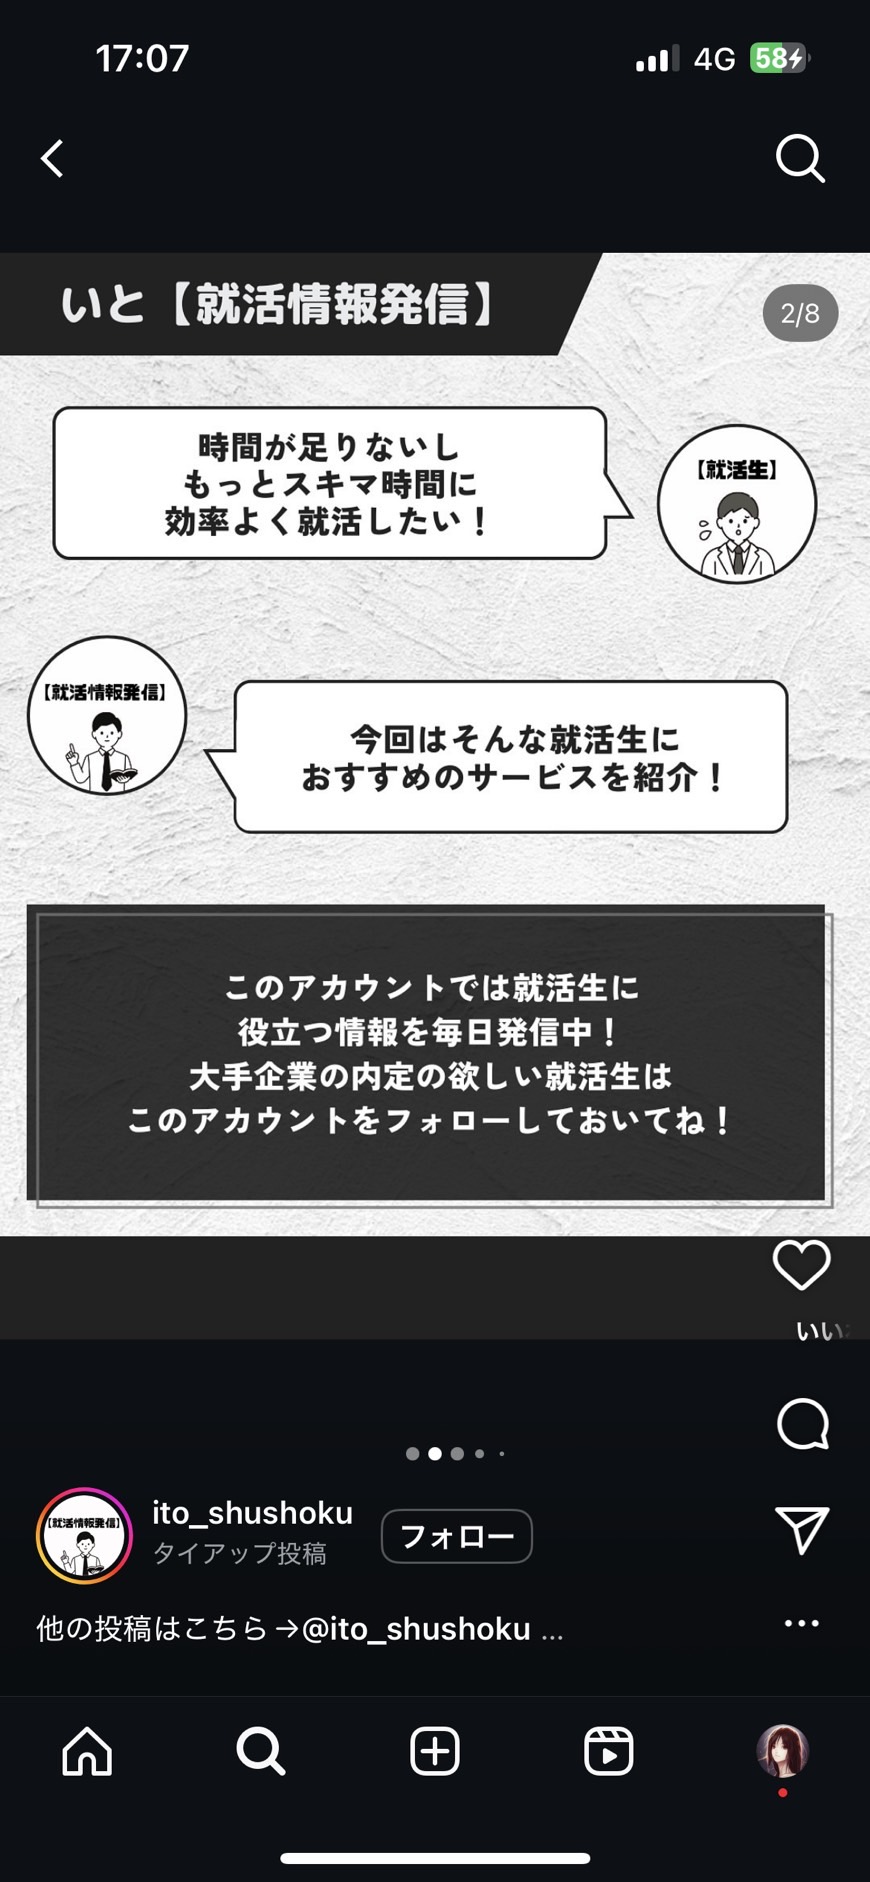 17:07
4G
58
いと【就活情報発信】
2/8
時間が足りないし
もっとスキマ時間に
効率よく就活したい！
【就活生】
【就活情報発信】
今回はそんな就活生に
おすすめのサービスを紹介！
このアカウントでは就活生に
役立つ情報を毎日発信中！
大手企業の内定の欲しい就活生は
このアカウントをフォローしておいてね！
いい
【就活情報発信】
ito_shushoku
タイアップ投稿
フォロー
他の投稿はこちら→@ito_shushoku ...